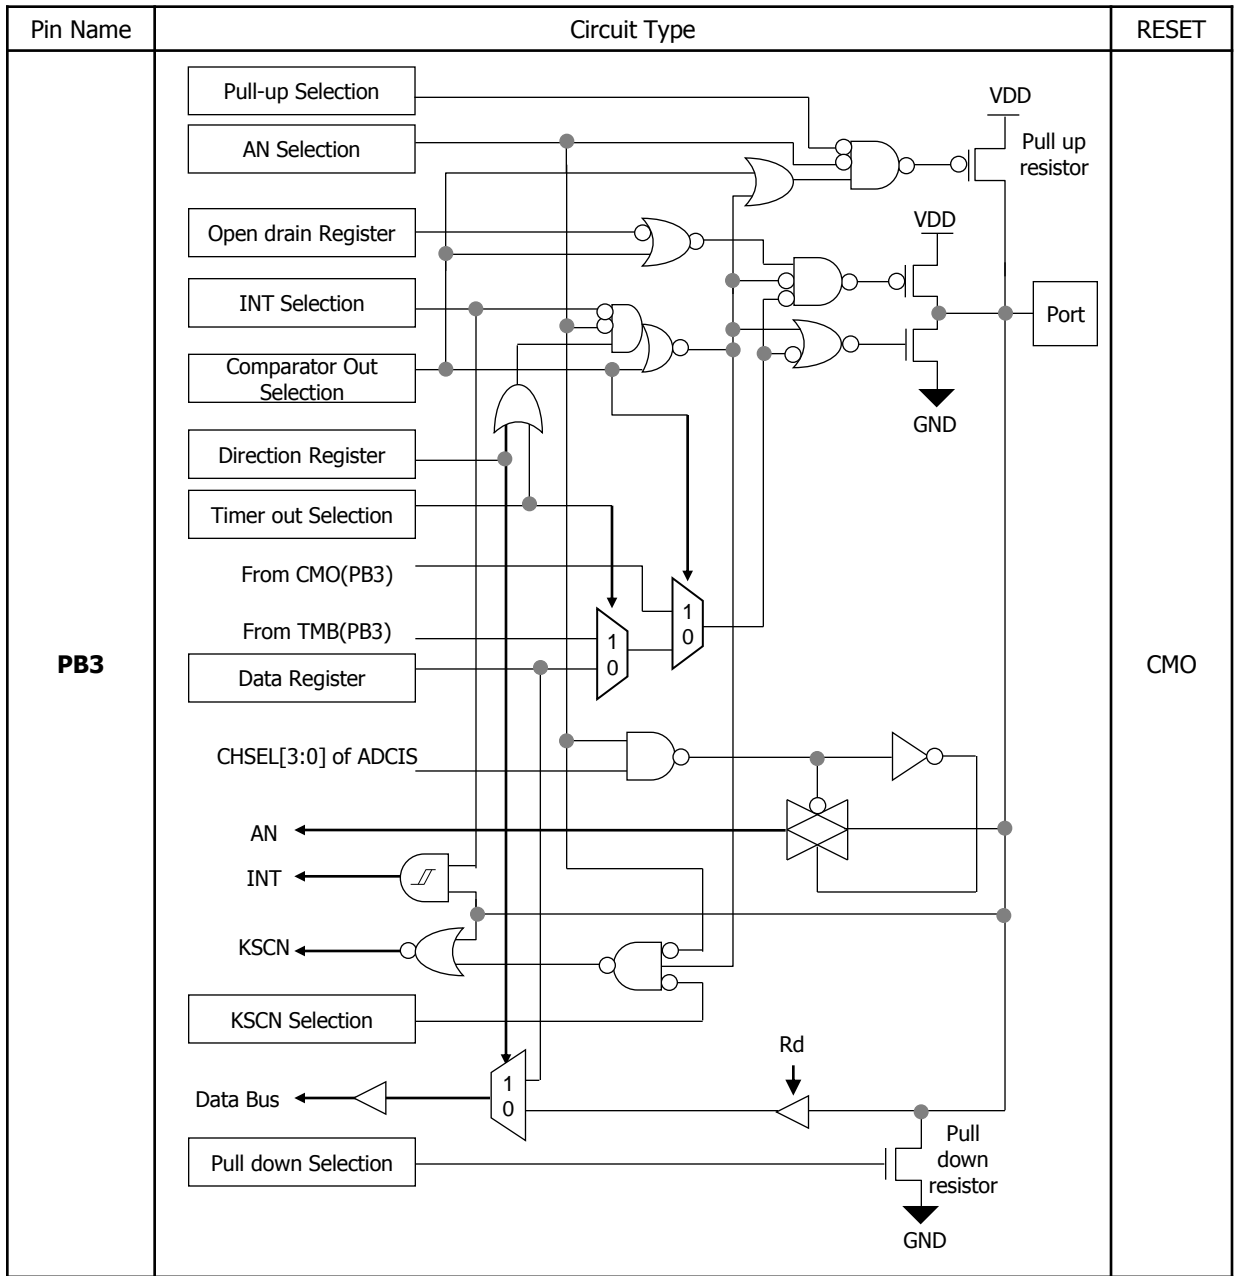 Pin Name
Circuit Type
RESET
Pull-up Selection
VDD
AN Selection
Pull up
resistor
Open drain Register
VDD
INT Selection
Port
Comparator Out
Selection
GND
Direction Register
Timer out Selection
From CMO(PB3)
1
0
From TMB(PB3)
1
0
PB3
Data Register
CMO
CHSEL[3:0] of ADCIS
AN
INT
KSCN
KSCN Selection
Rd
1
0
Data Bus
Pull down Selection
Pull
down
resistor
GND